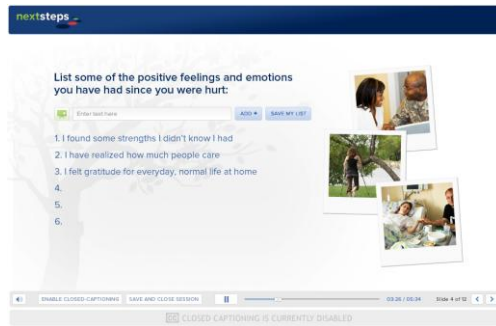 nextsteps
List some of the positive feelings and emotions
you have had since you were hurt:
Enter text here
ADD +
SAVE MY LIST
1. I found some strengths I didn't know I had
2. I have realized how much people care
3. I felt gratitude for everyday, normal life at home
4.
5.
6.
ENABLE CLOSED-CAPTIONING
SAVE AND CLOSE SESSION
03:26 / 05:34
Slide 4 of 12
CC CLOSED CAPTIONING IS CURRENTLY DISABLED